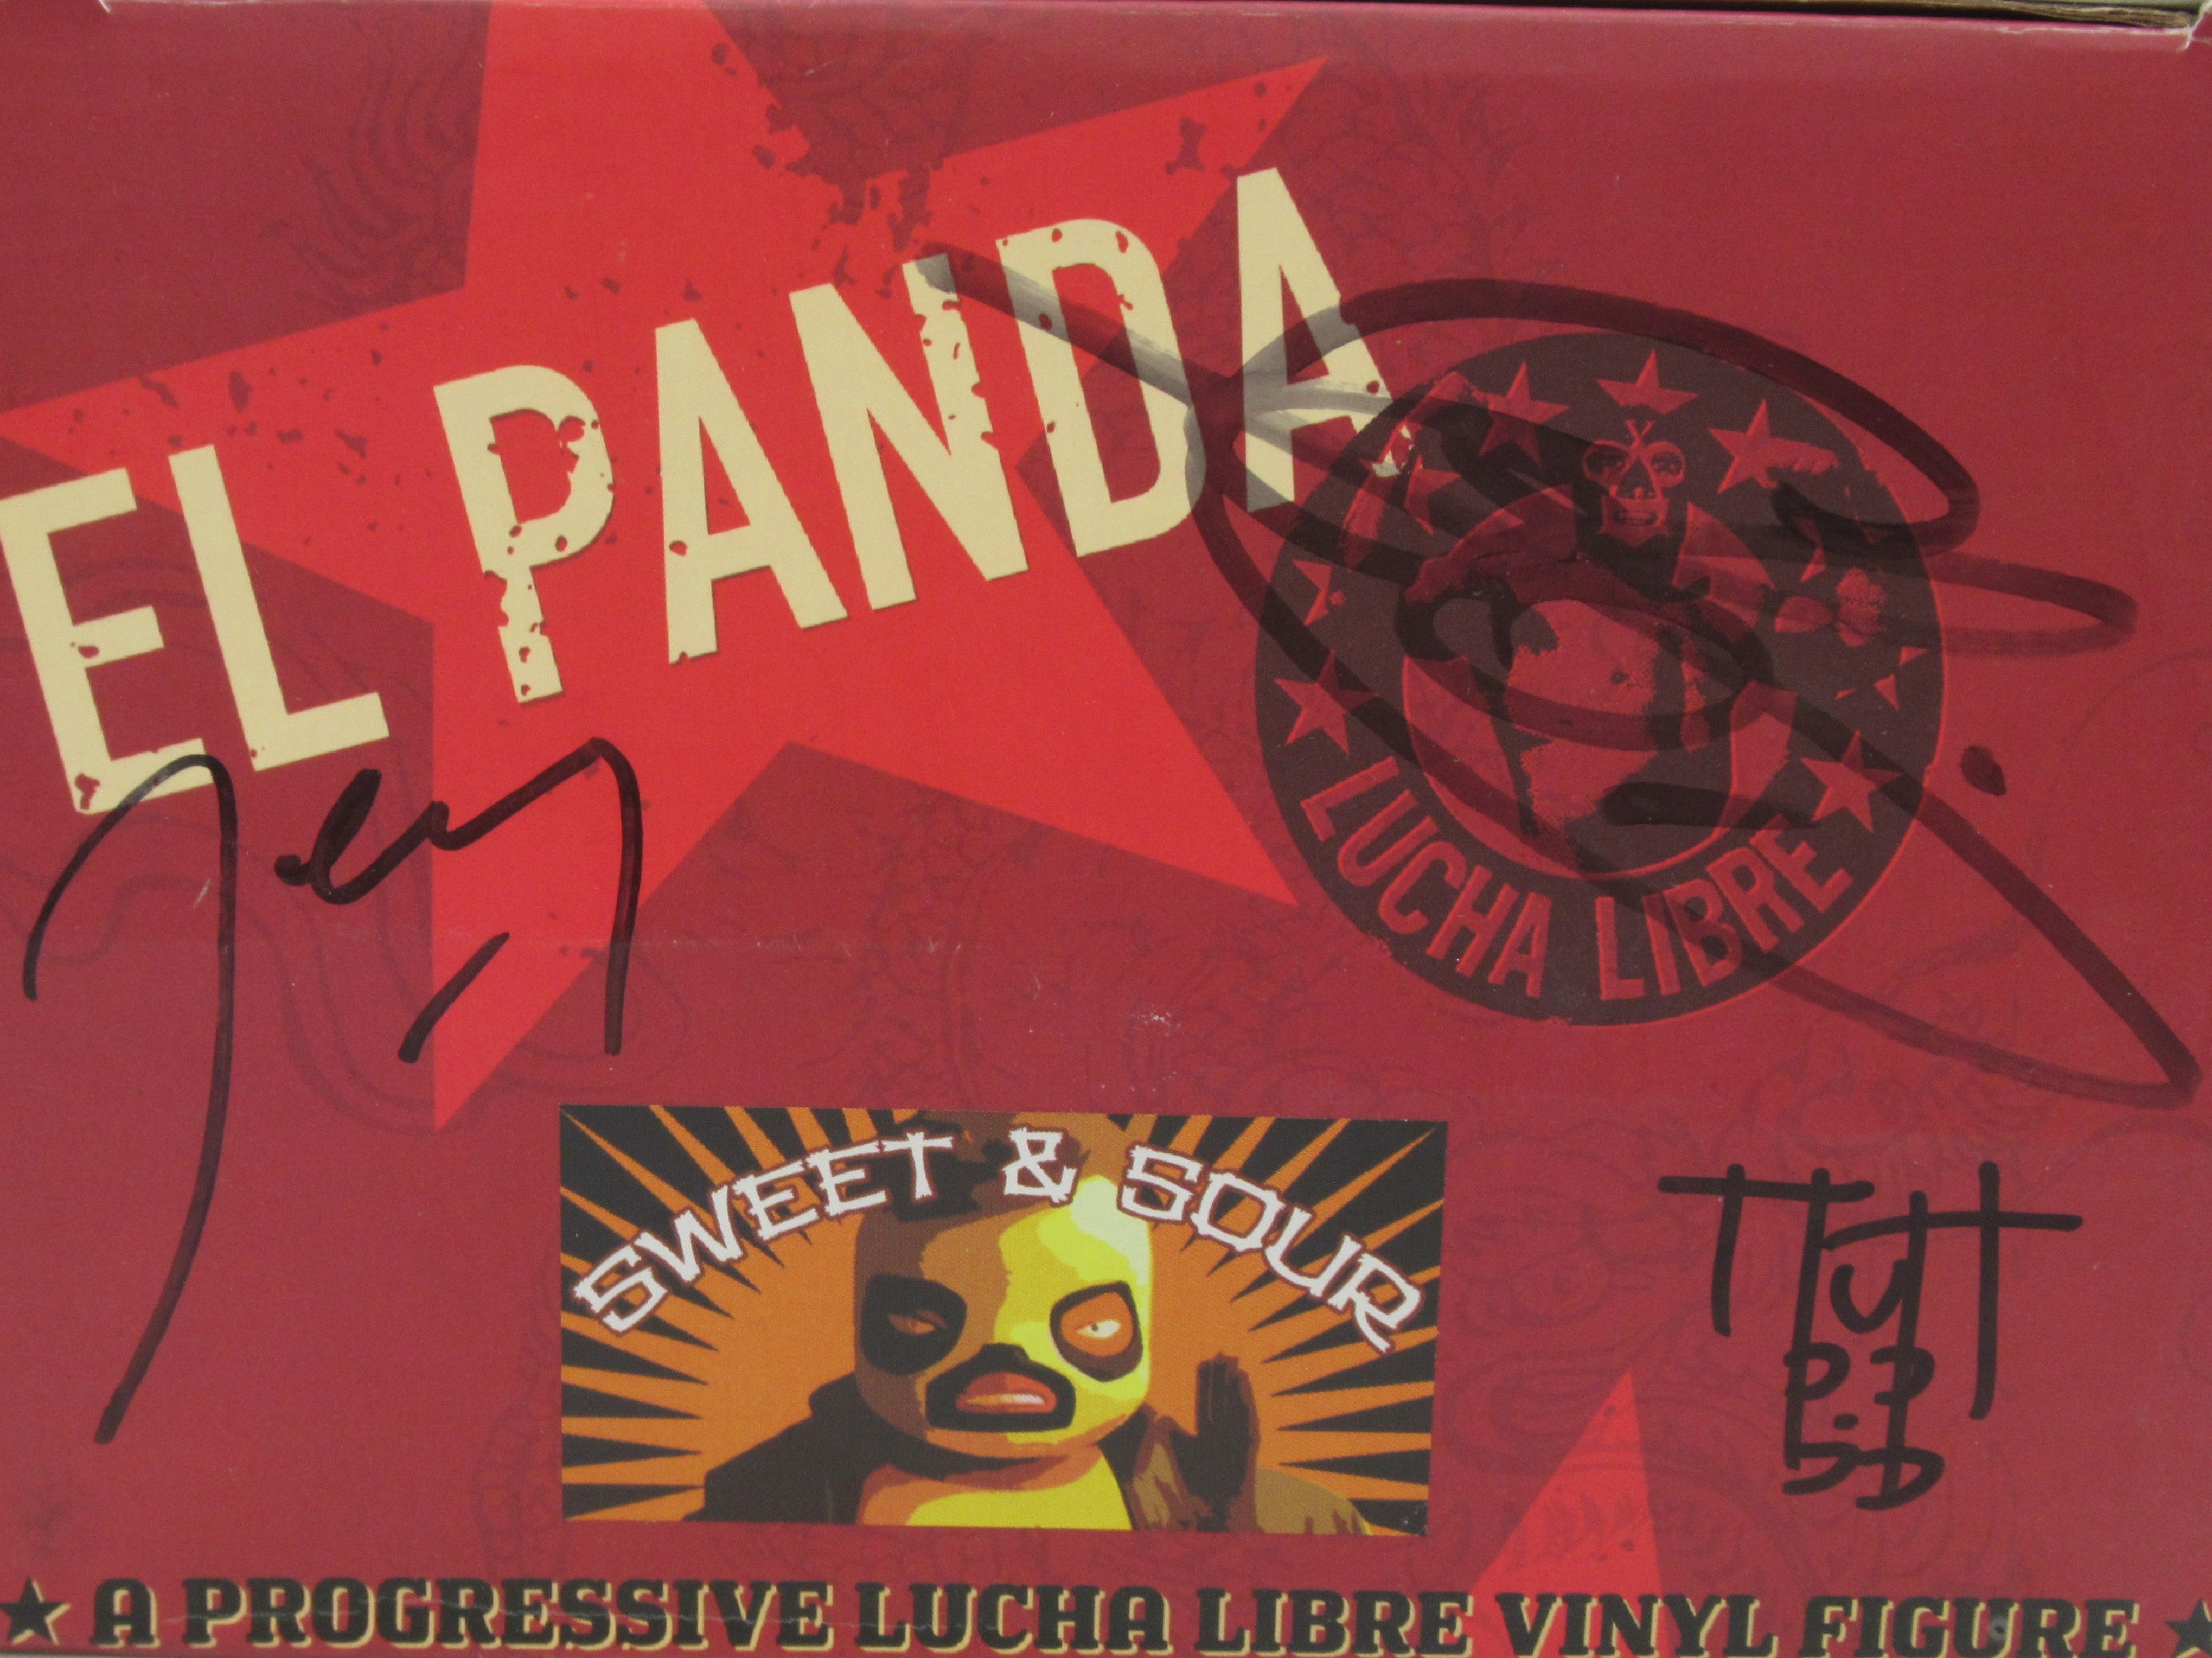 EL PANDA
LUCHA LIBRE
SWEET & SOUR
★ A PROGRESSIVE LUCHA LIBRE VINYL FIGURE ★